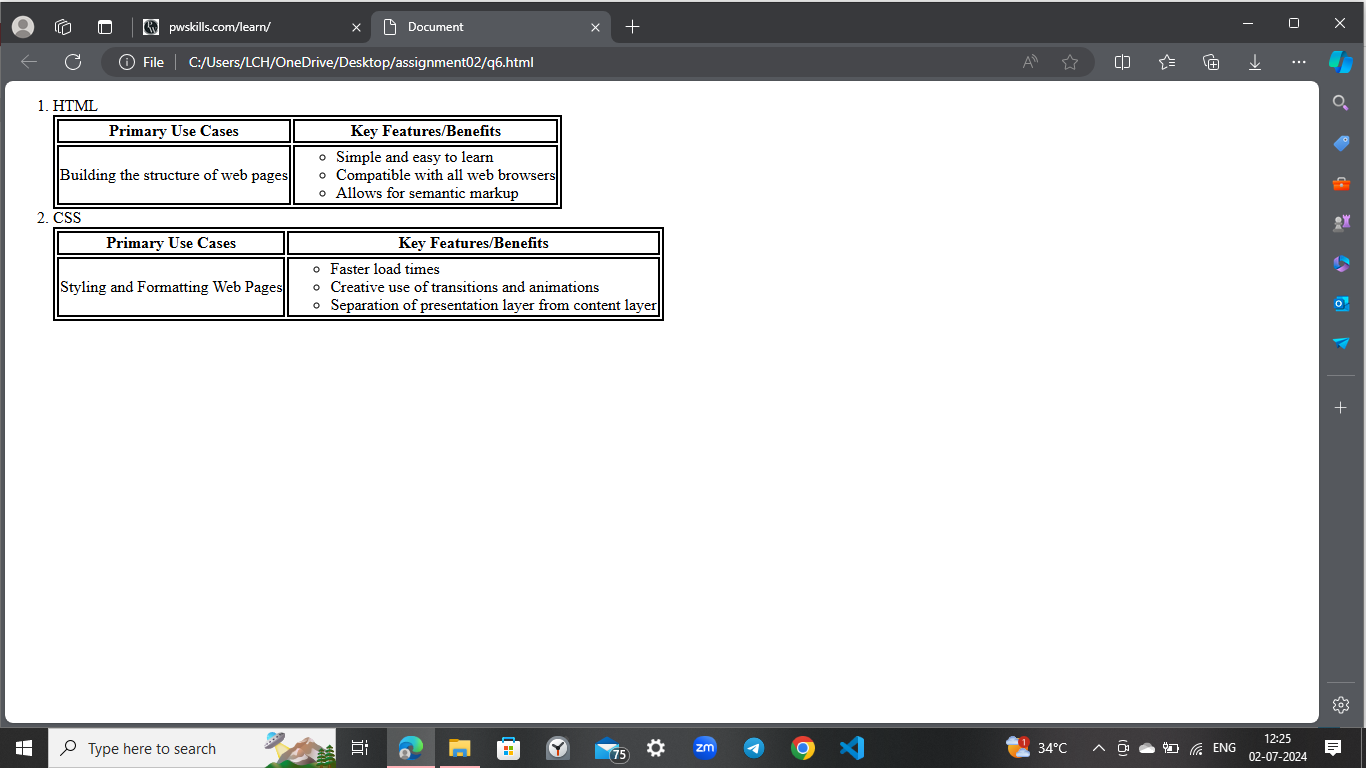 pwskills.com/learn/
Document
File
C:/Users/LCH/OneDrive/Desktop/assignment02/q6.html
1. HTML
Primary Use Cases
Key Features/Benefits
Building the structure of web pages
Simple and easy to learn
Compatible with all web browsers
Allows for semantic markup
2. CSS
Primary Use Cases
Key Features/Benefits
Styling and Formatting Web Pages
Faster load times
Creative use of transitions and animations
Separation of presentation layer from content layer
Type here to search
75
zm
1
34°C
ENG
12:25
02-07-2024